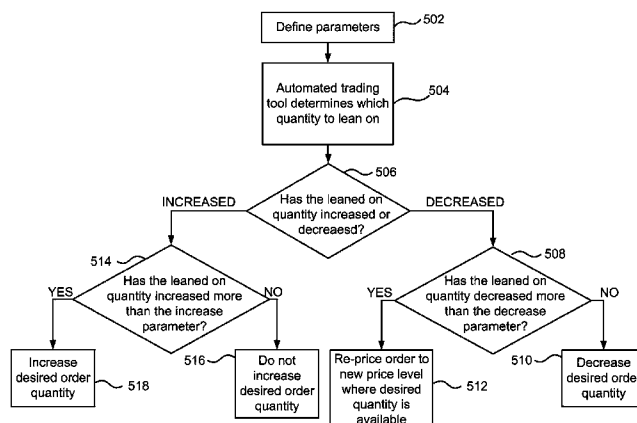 Define parameters
502
Automated trading
tool determines which
quantity to lean on
504
506
INCREASED
Has the leaned on
quantity increased or
decreaesd?
DECREASED
514
Has the leaned on
quantity increased more
than the increase
parameter?
YES
NO
508
Has the leaned on
quantity decreased more
than the decrease
parameter?
YES
NO
Increase
desired order
quantity
518
516
Do not
increase
desired order
quantity
Re-price order to
new price level
where desired
quantity is
available
512
510
Decrease
desired order
quantity